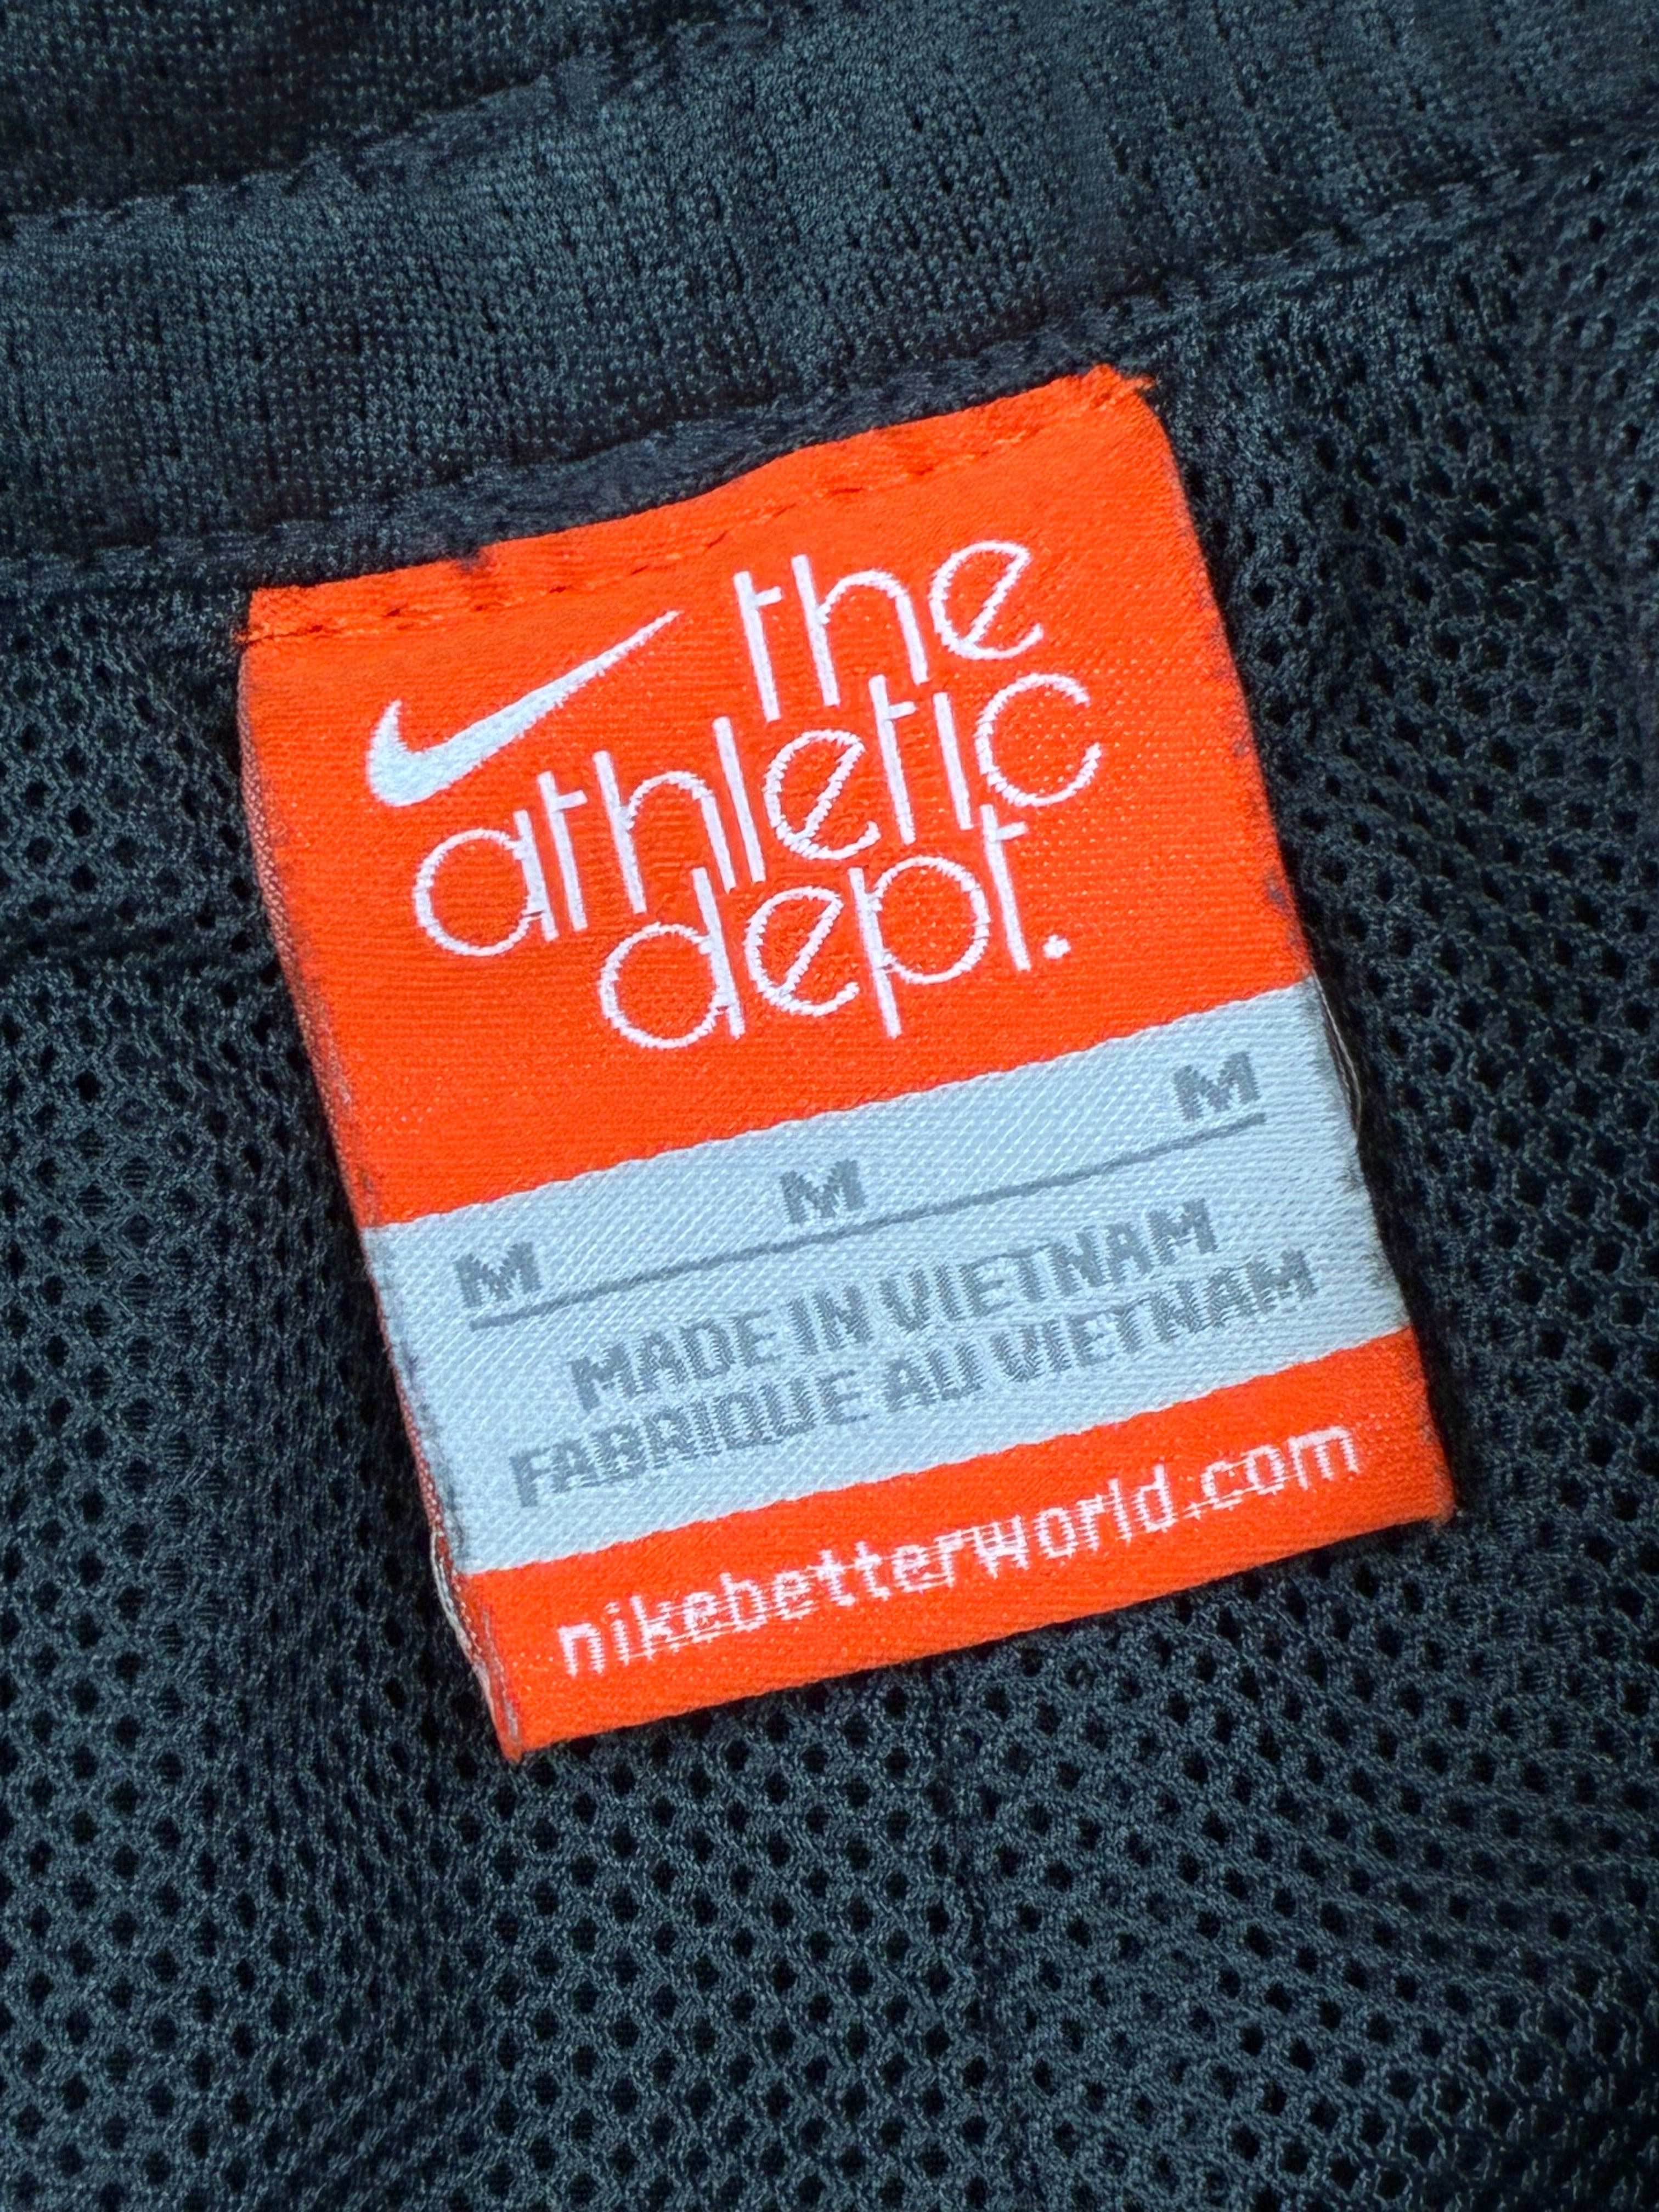 the
athletic
dept.
M M M
MADE IN VIETNAM
FABRIQUE AU VIETNAM
nikebetterworld.com